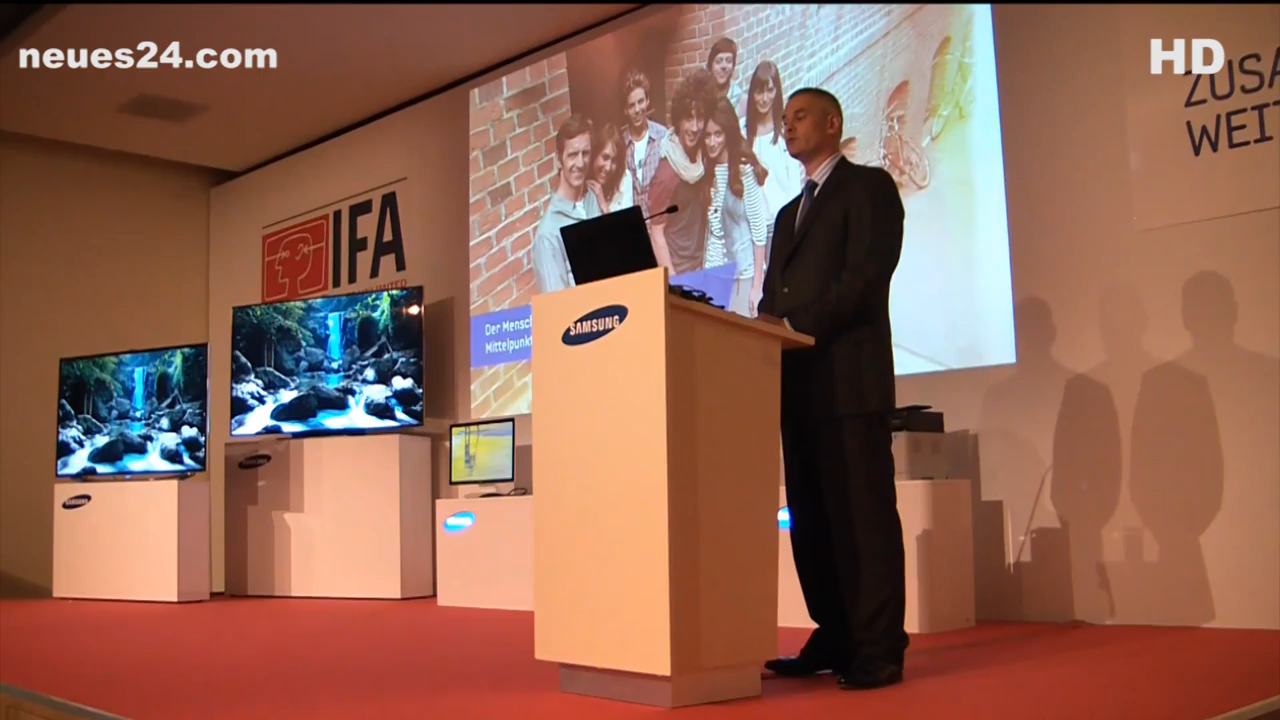 neues24.com
HD
ZUSA
WEIT
IFA
Der Mensch
Mittelpunkt
SAMSUNG
SAMSUNG
SAMSUNG